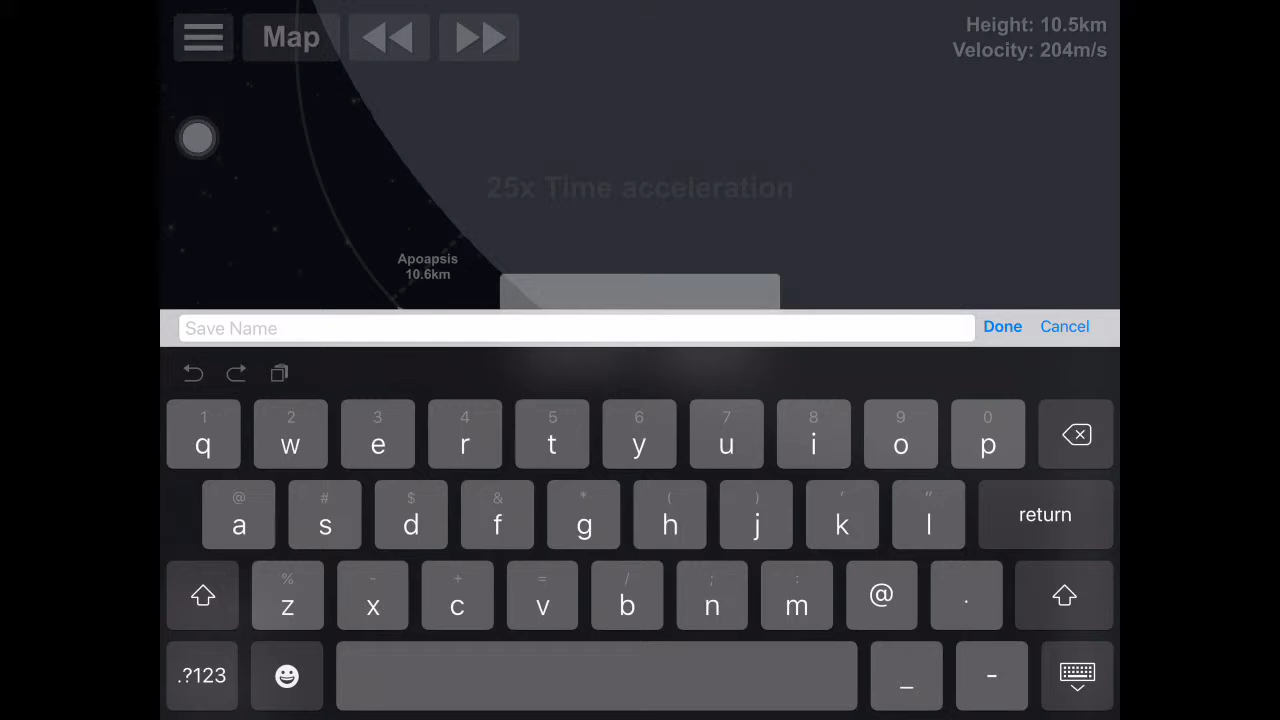 Map
Height: 10.5km
Velocity: 204m/s
25x Time acceleration
Apoapsis
10.6km
Save Name Done Cancel
1 2 3 4 5 6 7 8 9 0
q w e r t y u i o p
@ # $ & * ( ) ' "
a s d f g h j k l return
% - + = / ; :
z x c v b n m @ .
.?123 _ -